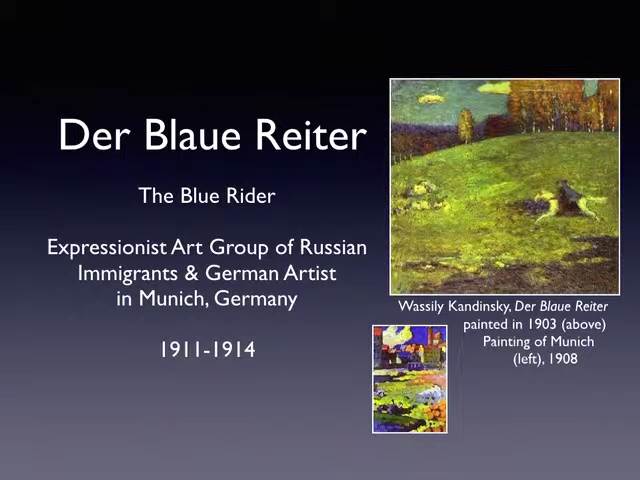 Der Blaue Reiter
The Blue Rider
Expressionist Art Group of Russian
Immigrants & German Artist
in Munich, Germany
1911-1914
Wassily Kandinsky, Der Blaue Reiter
painted in 1903 (above)
Painting of Munich
(left), 1908